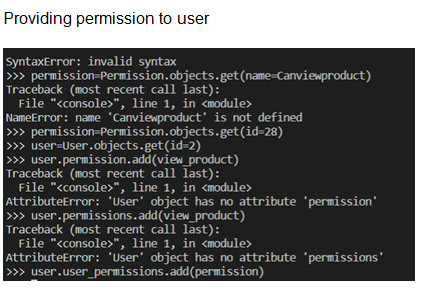 Providing permission to user
SyntaxError: invalid syntax
>>> permission=Permission.objects.get(name=Canviewproduct)
Traceback (most recent call last):
  File "<console>", line 1, in <module>
NameError: name 'Canviewproduct' is not defined
>>> permission=Permission.objects.get(id=28)
>>> user=User.objects.get(id=2)
>>> user.permission.add(view_product)
Traceback (most recent call last):
  File "<console>", line 1, in <module>
AttributeError: 'User' object has no attribute 'permission'
>>> user.permissions.add(view_product)
Traceback (most recent call last):
  File "<console>", line 1, in <module>
AttributeError: 'User' object has no attribute 'permissions'
>>> user.user_permissions.add(permission)